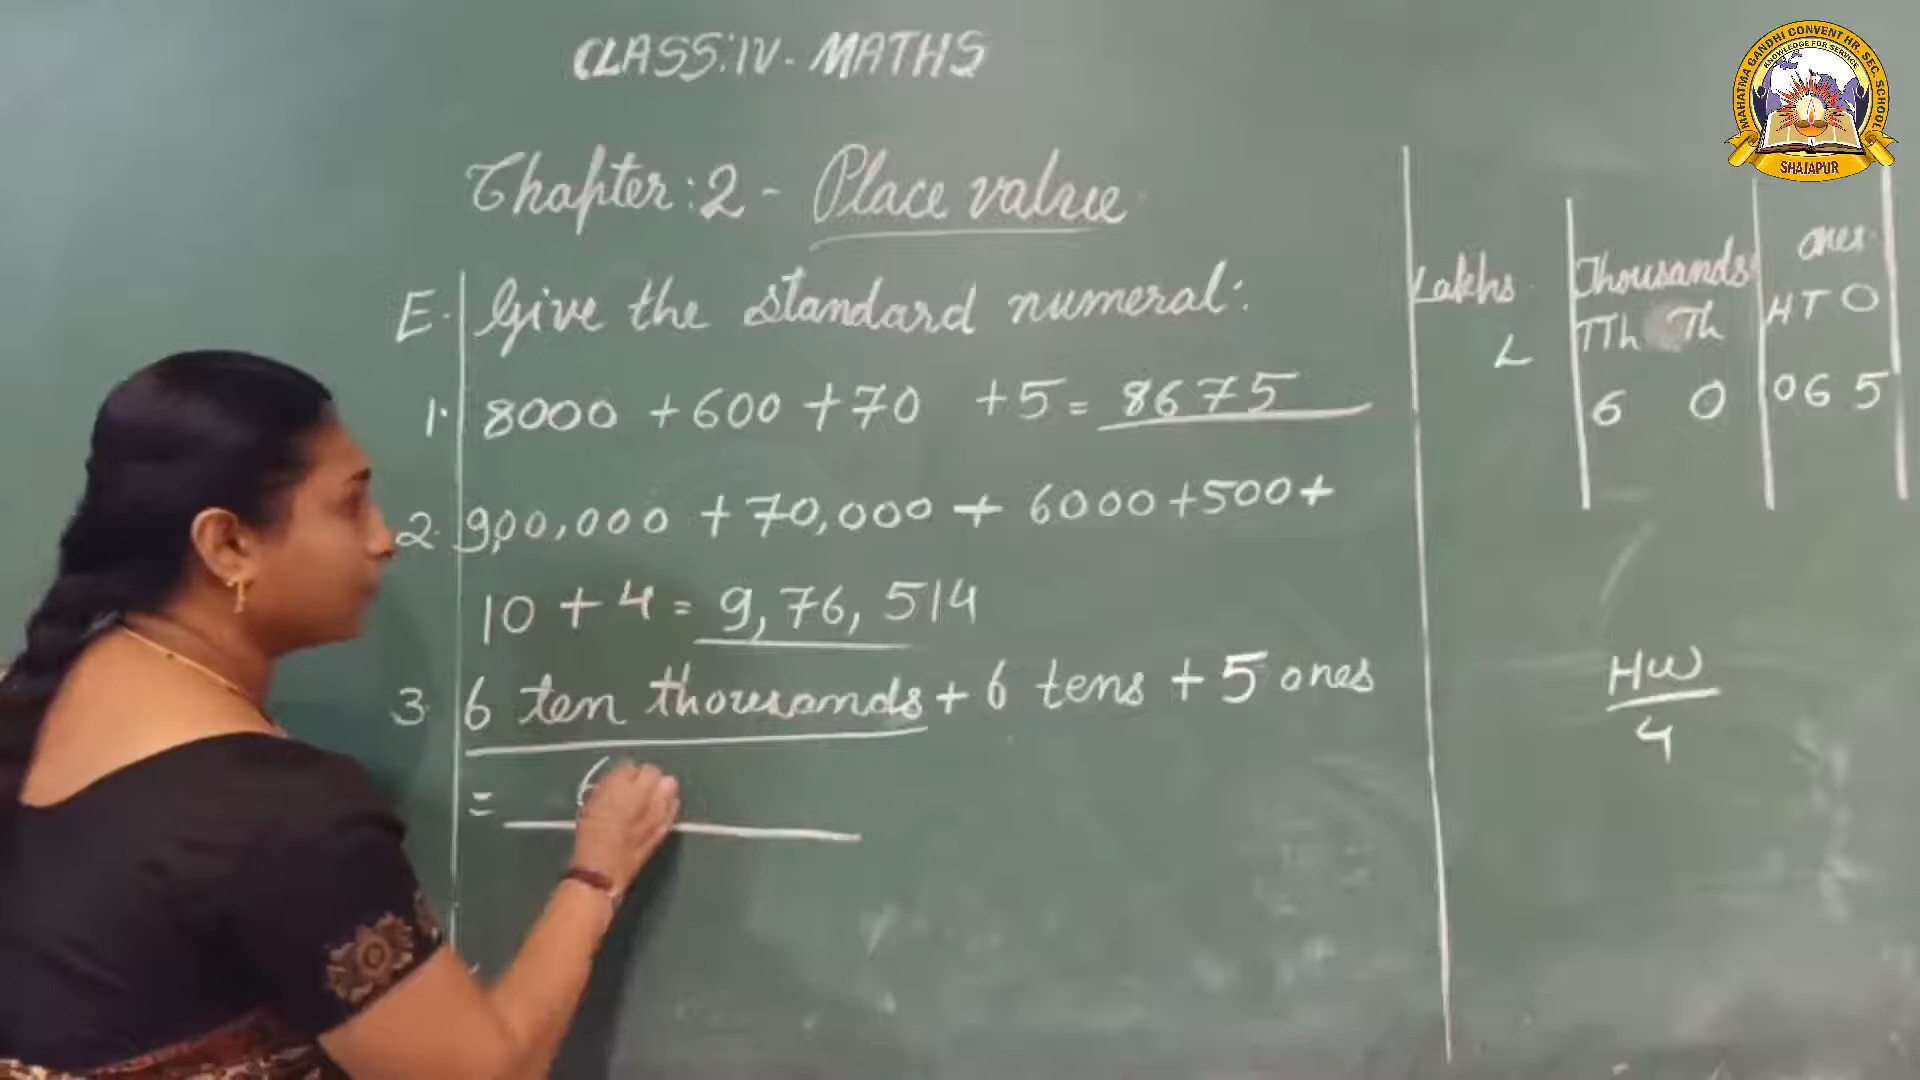 CLASS:IV- MATHS
Chapter:2- Place value
E. Give the standard numeral:
1. 8000 +600 +70 +5= 8675
2. 9,00,000 +70,000 + 6000+500+
10+4= 9,76,514
3. 6 ten thousands+6 tens+5 ones
= 6
Lakhs Thousands ones
L TTh Th H T O
6 0 0 6 5
HW
4
MAHATMA GANDHI CONVENT HR. SEC. SCHOOL
KNOWLEDGE FOR SERVICE
SHAJAPUR